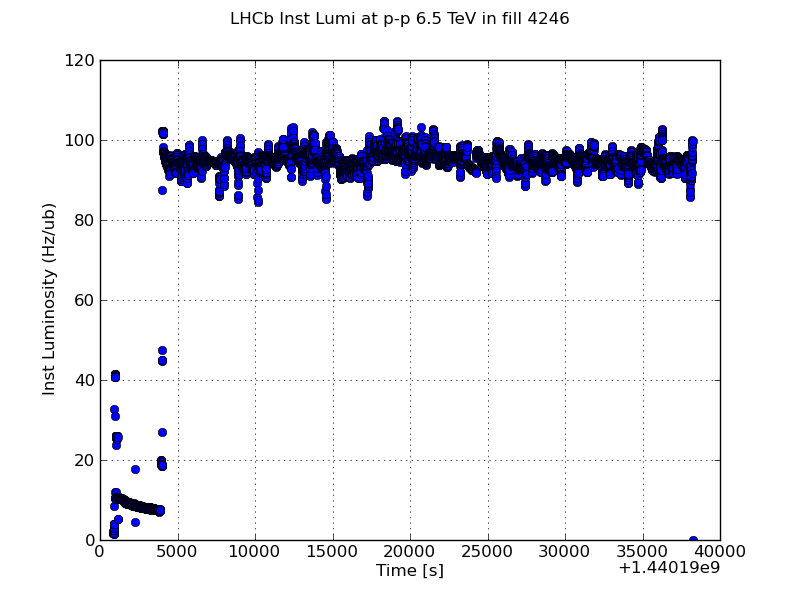 LHCb Inst Lumi at p-p 6.5 TeV in fill 4246
120
100
80
60
40
20
0
Inst Luminosity (Hz/ub)
0 5000 10000 15000 20000 25000 30000 35000 40000
Time [s]
+1.44019e9